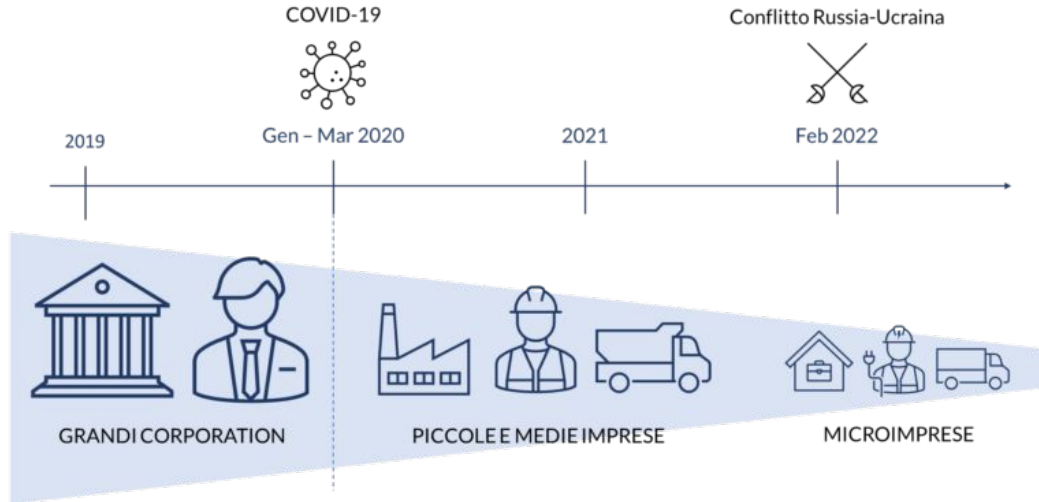 COVID-19
Conflitto Russia-Ucraina
2019
Gen – Mar 2020
2021
Feb 2022
GRANDI CORPORATION
PICCOLE E MEDIE IMPRESE
MICROIMPRESE